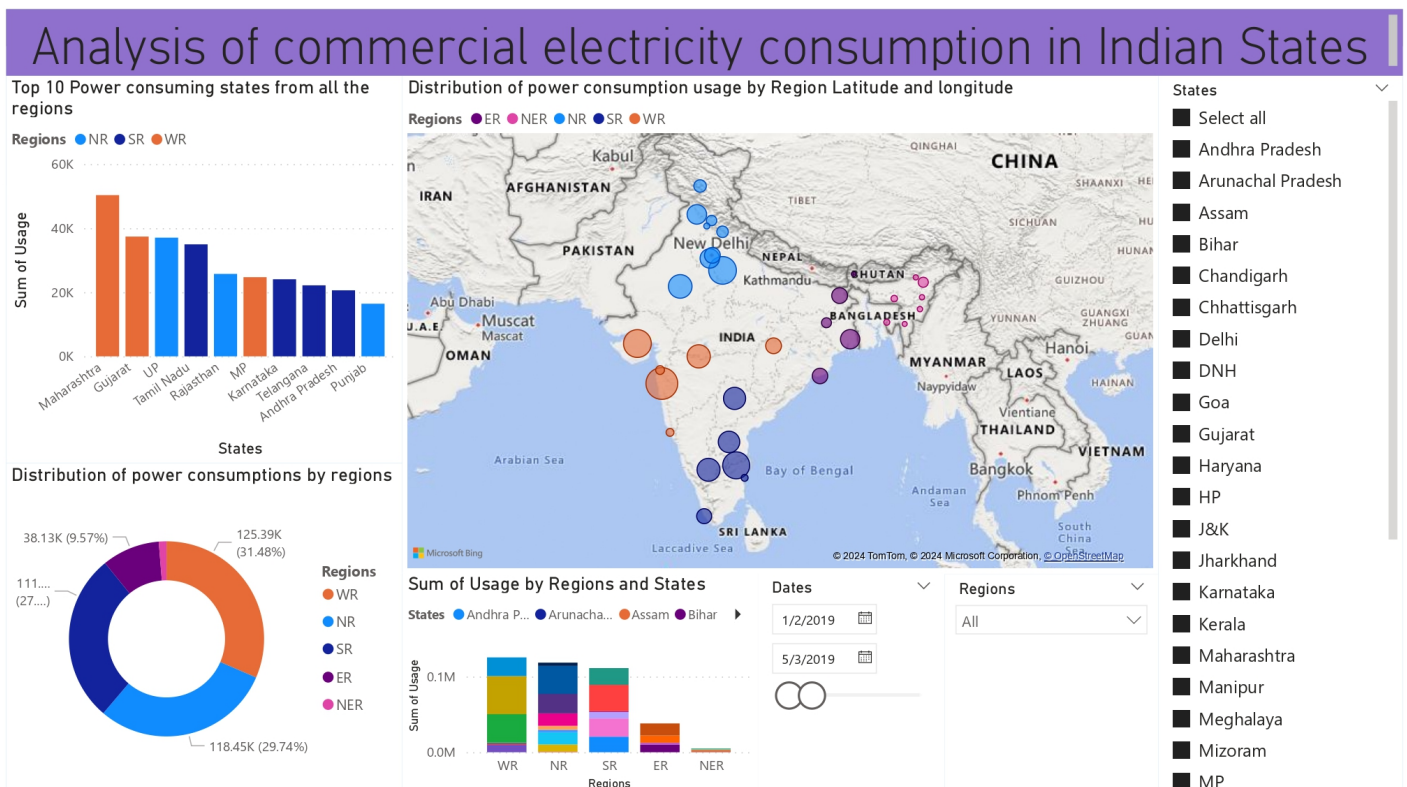 Analysis of commercial electricity consumption in Indian States
Top 10 Power consuming states from all the
regions
Regions NR SR WR
60K
40K
20K
0K
Sum of Usage
Maharashtra
Gujarat
UP
Tamil Nadu
Rajasthan
MP
Karnataka
Telangana
Andhra Pradesh
Punjab
States
Distribution of power consumptions by regions
38.13K (9.57%)
125.39K
(31.48%)
111....
(27....)
118.45K (29.74%)
Regions
WR
NR
SR
ER
NER
Distribution of power consumption usage by Region Latitude and longitude
Regions ER NER NR SR WR
Kabul
QINGHAI
CHINA
IRAN
AFGHANISTAN
SHAANXI
HE
TIBET
SICHUAN
HU
PAKISTAN
New Delhi
NEPAL
HUNAN
Kathmandu
BHUTAN
GUIZHOU
Abu Dhabi
U.A.E.
Muscat
Muscat
BANGLADESH
YUNNAN
GUANGXI
ZHUANG
GUAN
OMAN
INDIA
Hanoi
MYANMAR
LAOS
Naypyidaw
HAINAN
Vientiane
THAILAND
VIETNAM
Arabian Sea
Bay of Bengal
Bangkok
Andaman
Sea
Phnom Penh
SRI LANKA
South
China
Sea
Laccadive Sea
Microsoft Bing
© 2024 TomTom, © 2024 Microsoft Corporation, © OpenStreetMap
Sum of Usage by Regions and States
States Andhra P... Arunacha... Assam Bihar
0.1M
0.0M
Sum of Usage
WR
NR
SR
ER
NER
Regions
Dates
1/2/2019
5/3/2019
Regions
All
States
Select all
Andhra Pradesh
Arunachal Pradesh
Assam
Bihar
Chandigarh
Chhattisgarh
Delhi
DNH
Goa
Gujarat
Haryana
HP
J&K
Jharkhand
Karnataka
Kerala
Maharashtra
Manipur
Meghalaya
Mizoram
MP